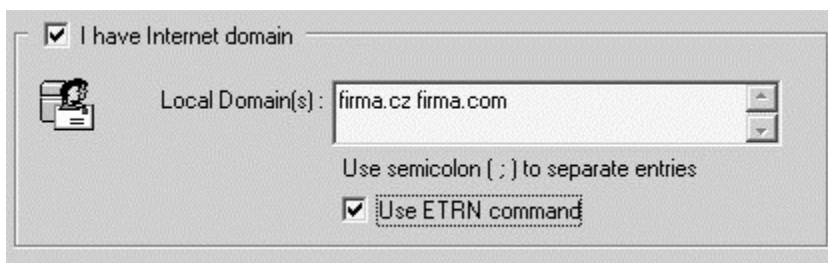 I have Internet domain
Local Domain(s) : firma.cz firma.com
Use semicolon ( ; ) to separate entries
Use ETRN command